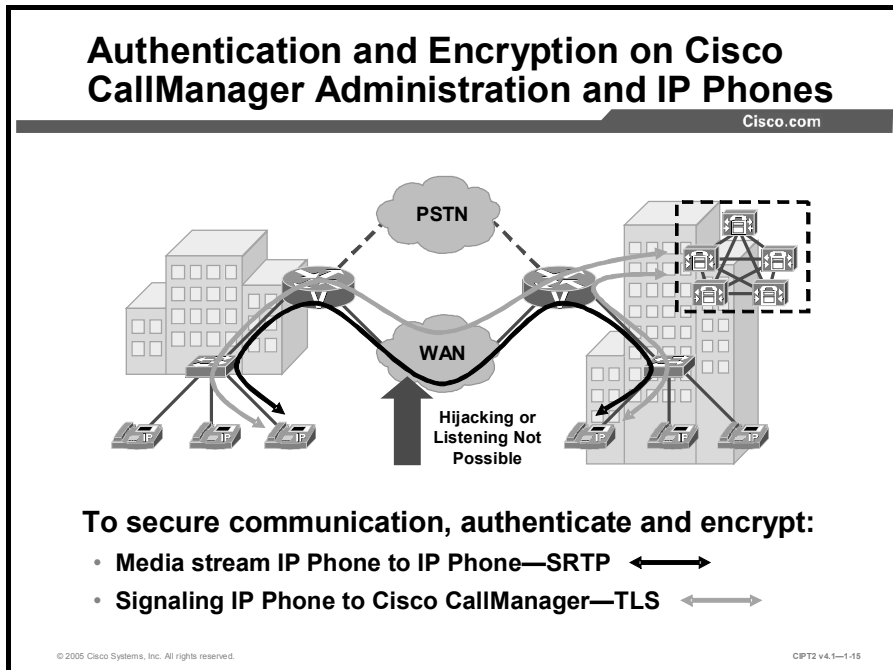 Authentication and Encryption on Cisco
CallManager Administration and IP Phones
Cisco.com
PSTN
WAN
Hijacking or
Listening Not
Possible
IP
IP
IP
IP
IP
IP
To secure communication, authenticate and encrypt:
• Media stream IP Phone to IP Phone—SRTP
• Signaling IP Phone to Cisco CallManager—TLS
© 2005 Cisco Systems, Inc. All rights reserved.
CIPT2 v4.1—1-15